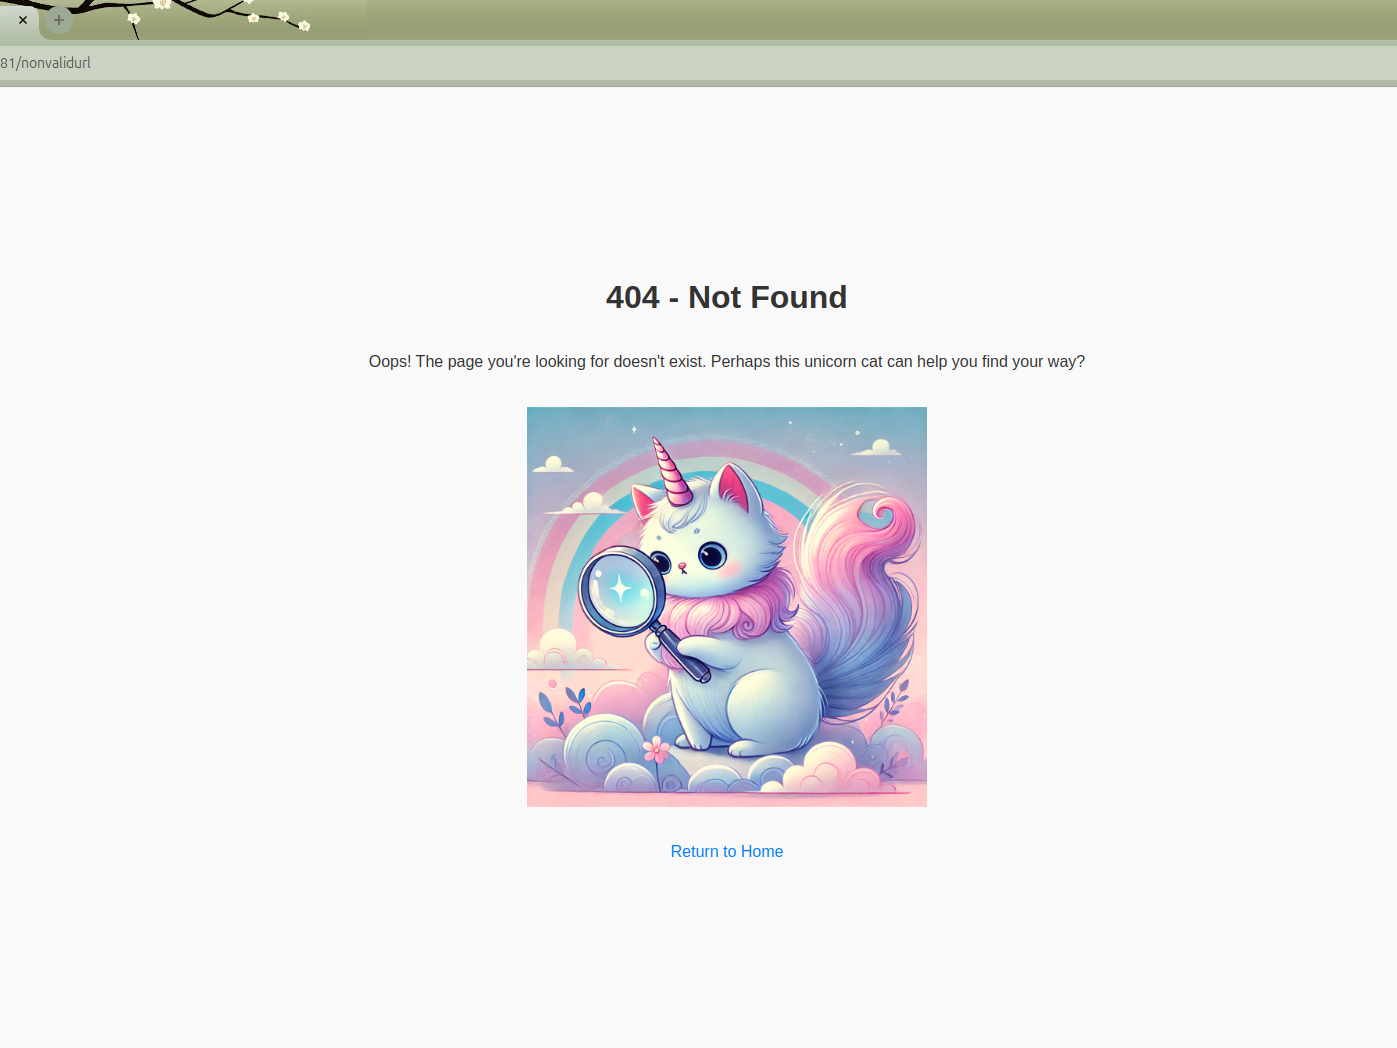 81/nonvalidurl
404 - Not Found
Oops! The page you're looking for doesn't exist. Perhaps this unicorn cat can help you find your way?
Return to Home